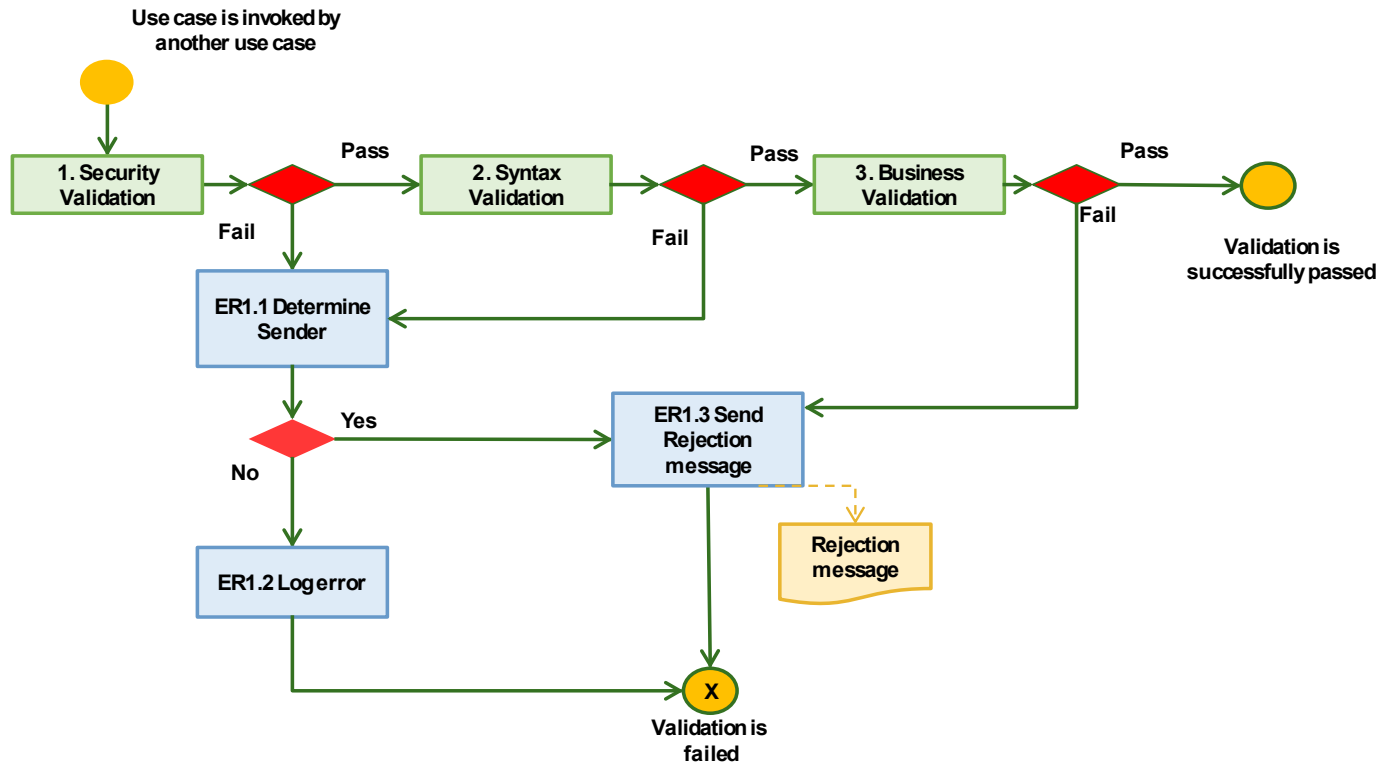 Use case is invoked by
another use case
1. Security
Validation
Pass
Fail
2. Syntax
Validation
Pass
Fail
3. Business
Validation
Pass
Fail
Validation is
successfully passed
ER1.1 Determine
Sender
Yes
No
ER1.3 Send
Rejection
message
Rejection
message
ER1.2 Log error
X
Validation is
failed